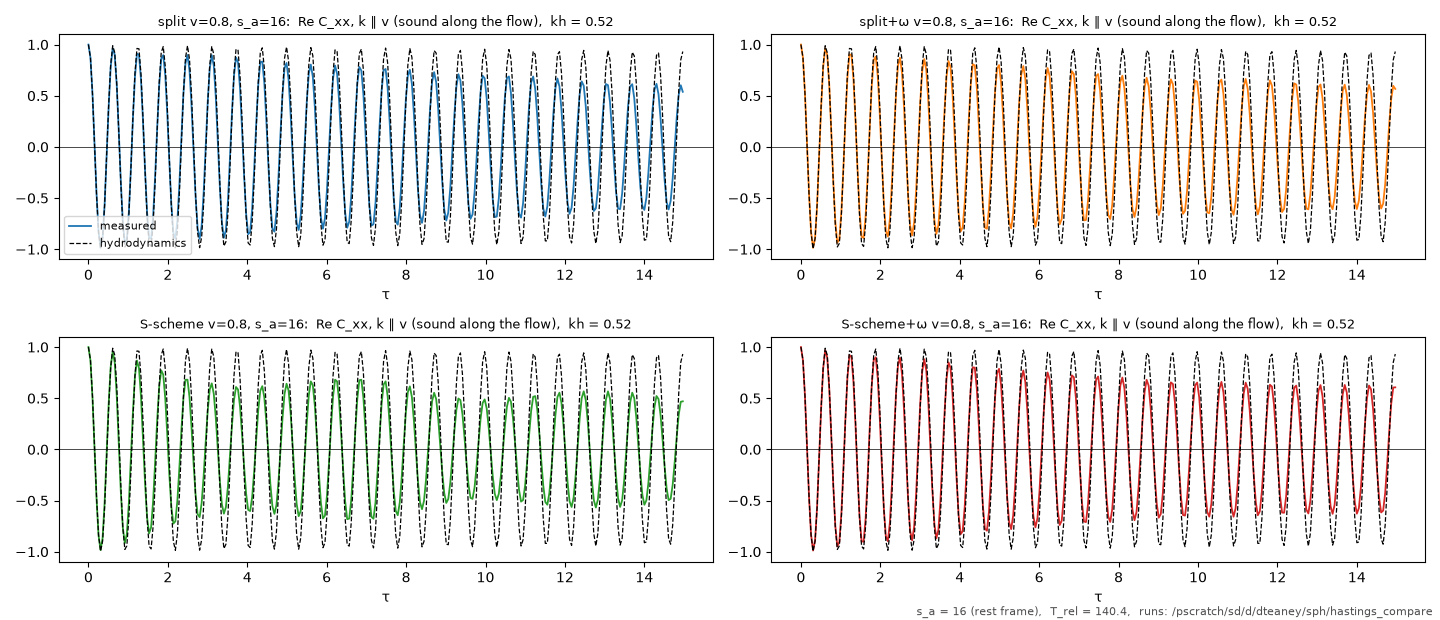 split v=0.8, s_a=16:  Re C_xx, k ∥ v (sound along the flow),  kh = 0.52
1.0
0.5
0.0
−0.5
−1.0
measured
hydrodynamics
0 2 4 6 8 10 12 14
τ
split+ω v=0.8, s_a=16:  Re C_xx, k ∥ v (sound along the flow),  kh = 0.52
1.0
0.5
0.0
−0.5
−1.0
0 2 4 6 8 10 12 14
τ
S-scheme v=0.8, s_a=16:  Re C_xx, k ∥ v (sound along the flow),  kh = 0.52
1.0
0.5
0.0
−0.5
−1.0
0 2 4 6 8 10 12 14
τ
S-scheme+ω v=0.8, s_a=16:  Re C_xx, k ∥ v (sound along the flow),  kh = 0.52
1.0
0.5
0.0
−0.5
−1.0
0 2 4 6 8 10 12 14
τ
s_a = 16 (rest frame),  T_rel = 140.4,  runs: /pscratch/sd/d/dteaney/sph/hastings_compare